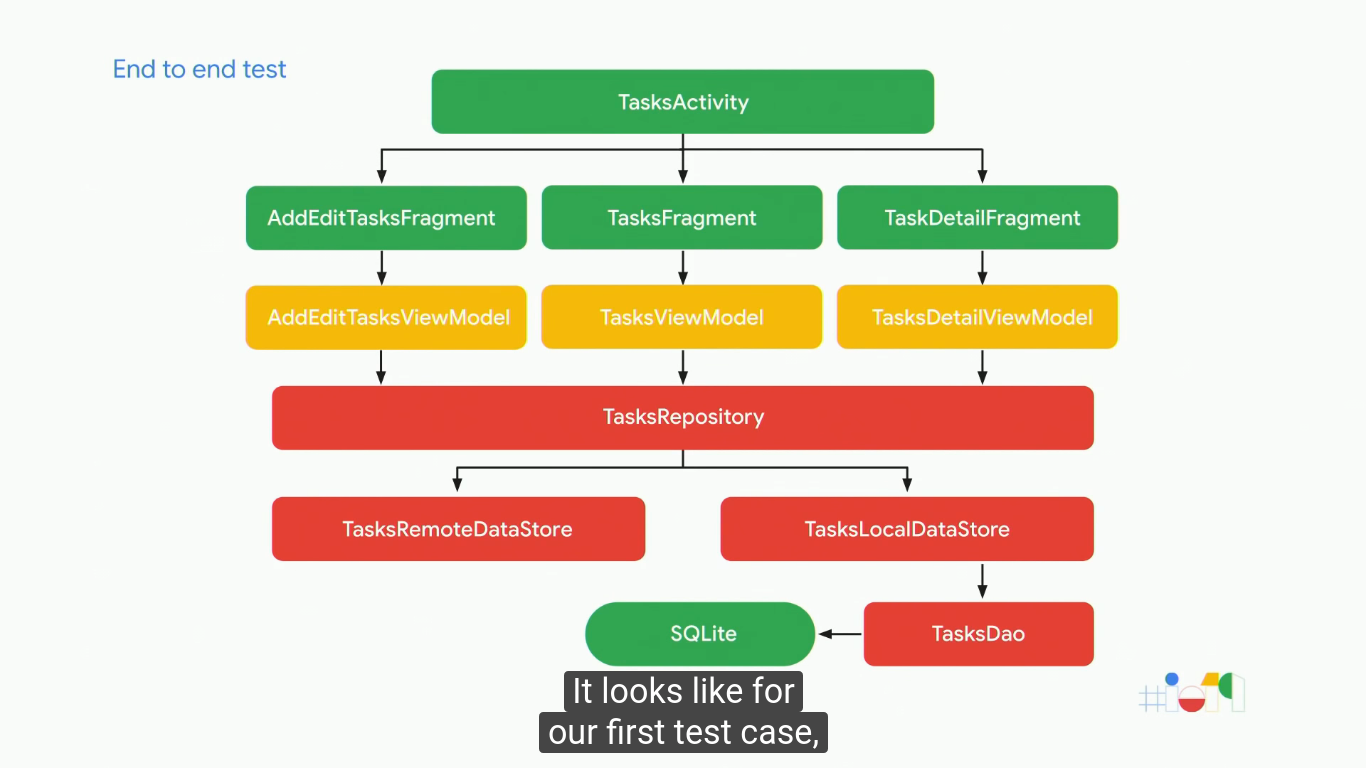 End to end test
TasksActivity
AddEditTasksFragment
TasksFragment
TaskDetailFragment
AddEditTasksViewModel
TasksViewModel
TasksDetailViewModel
TasksRepository
TasksRemoteDataStore
TasksLocalDataStore
SQLite
TasksDao
It looks like for
our first test case,
#io19